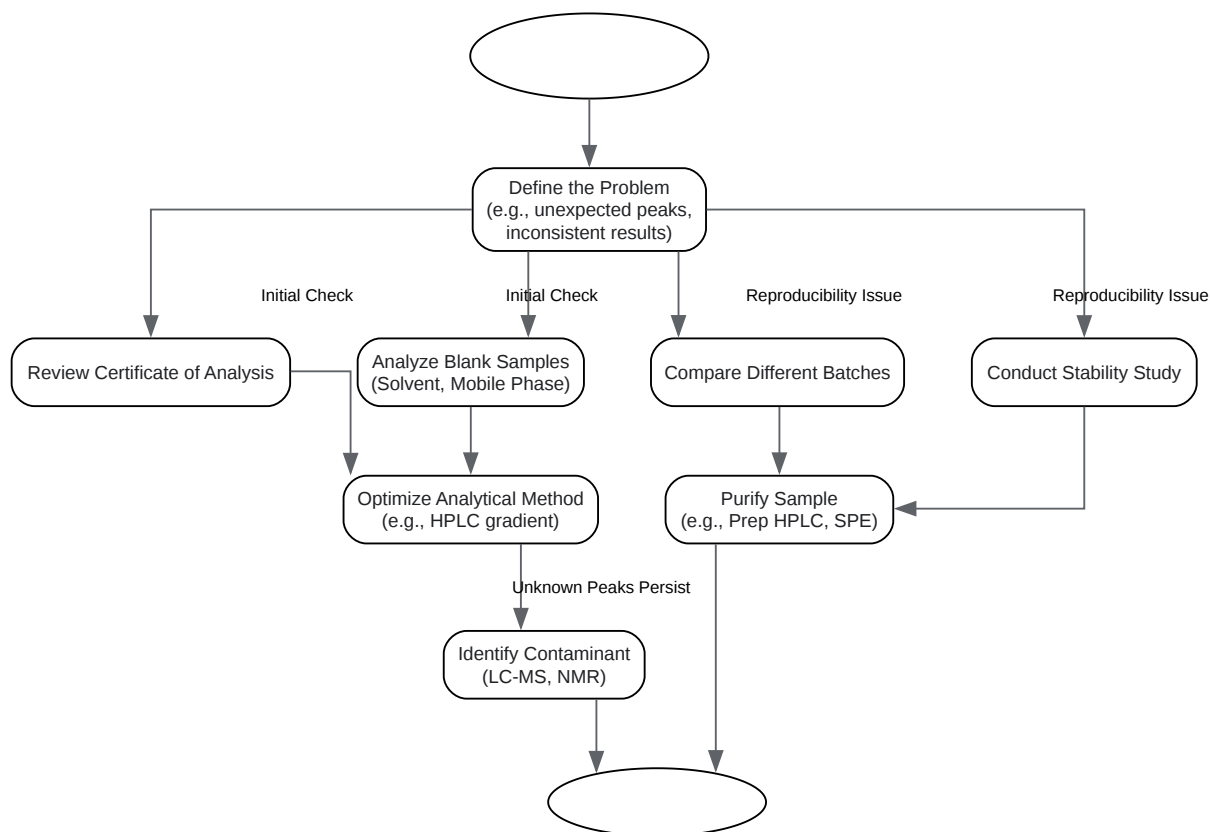 Define the Problem
(e.g., unexpected peaks,
inconsistent results)
Initial Check
Initial Check
Reproducibility Issue
Reproducibility Issue
Review Certificate of Analysis
Analyze Blank Samples
(Solvent, Mobile Phase)
Compare Different Batches
Conduct Stability Study
Optimize Analytical Method
(e.g., HPLC gradient)
Purify Sample
(e.g., Prep HPLC, SPE)
Unknown Peaks Persist
Identify Contaminant
(LC-MS, NMR)